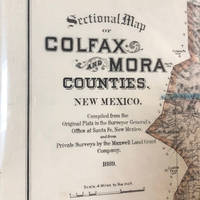 Sectional Map
OF
COLFAX
AND MORA
COUNTIES,
NEW MEXICO.
Compiled from the
Original Plats in the Surveyor General's
Office at Santa Fe, New Mexico,
and from
Private Surveys by the Maxwell Land Grant
Company.
1889.